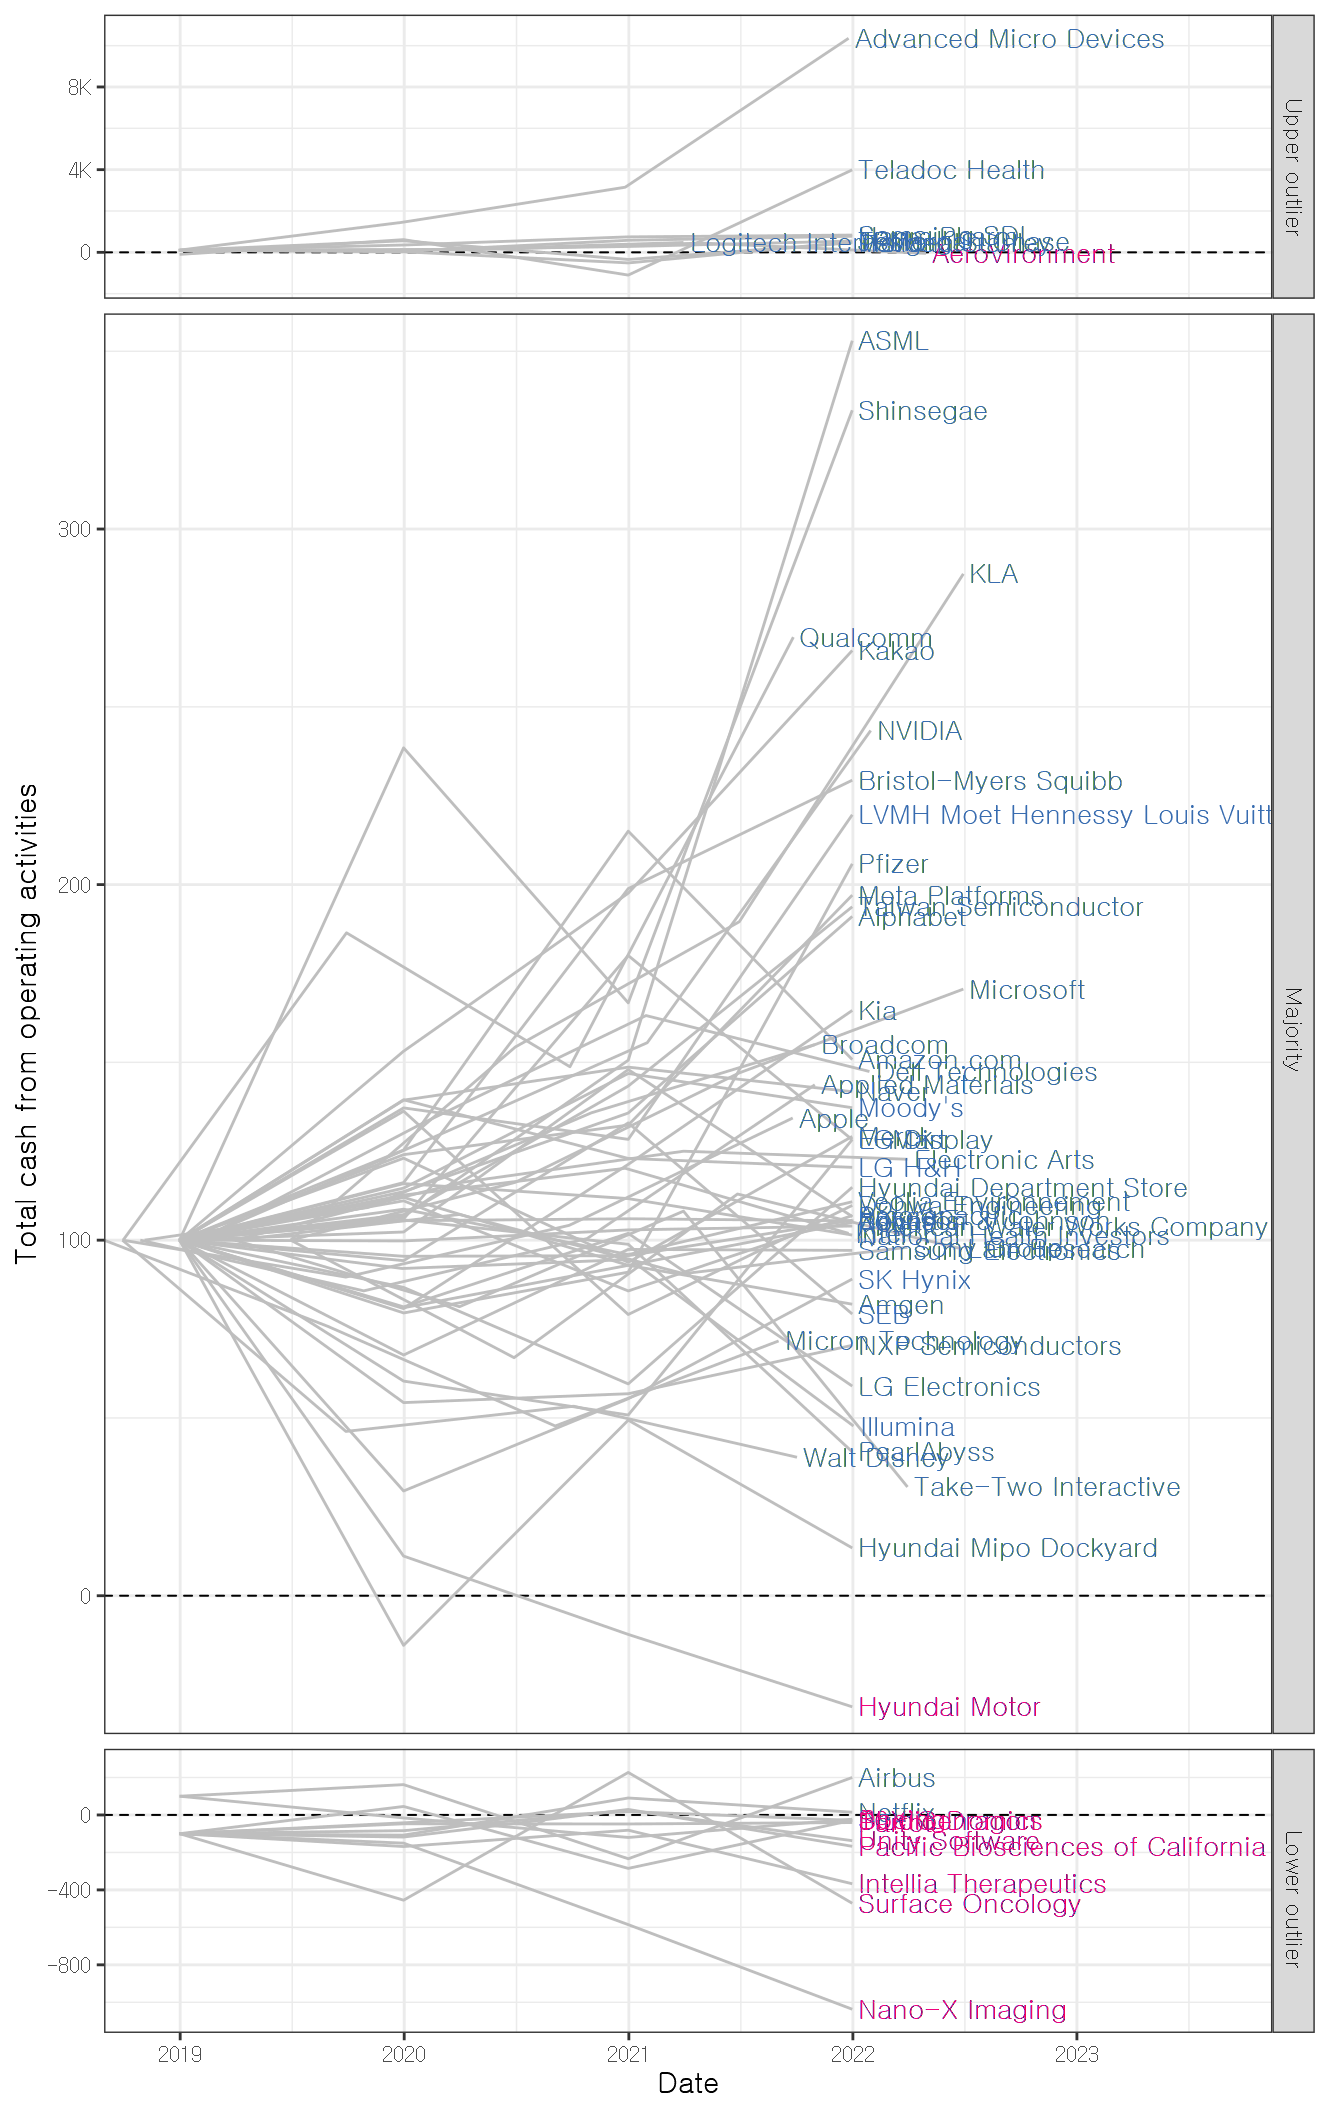 Total cash from operating activities
8K
4K
0
Advanced Micro Devices
Teladoc Health
Logitech
Aerovironment
Upper outlier
300
200
100
0
ASML
Shinsegae
KLA
Qualcomm
Kakao
NVIDIA
Bristol-Myers Squibb
LVMH Moet Hennessy Louis Vuitt
Pfizer
Meta Platforms
Taiwan Semiconductor
Alphabet
Microsoft
Kia
Broadcom
Amazon.com
Dell Technologies
Applied Materials
Naver
Moody's
Apple
Merck
LG Display
Electronic Arts
LG H&H
Hyundai Department Store
Veolia Environnement
Water Works Company
National Health Investors
Samsung Electronics
SK Hynix
Amgen
SEB
Micron Technology
NXP Semiconductors
LG Electronics
Illumina
PearlAbyss
Walt Disney
Take-Two Interactive
Hyundai Mipo Dockyard
Hyundai Motor
Majority
0
-400
-800
Airbus
Netflix
Unity Software
Pacific Biosciences of California
Intellia Therapeutics
Surface Oncology
Nano-X Imaging
Lower outlier
2019
2020
2021
2022
2023
Date